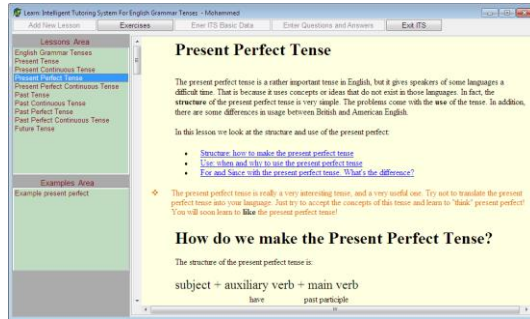 Learn: Intelligent Tutoring System For English Grammar Tenses - Mohammed
Add New Lesson Exercises Enter ITS Basic Data Enter Questions and Answers Exit ITS
Lessons Area
English Grammar Tenses
Present Tense
Present Continuous Tense
Present Perfect Tense
Present Perfect Continuous Tense
Past Tense
Past Continuous Tense
Past Perfect Tense
Past Perfect Continuous Tense
Future Tense
Examples Area
Example present perfect
Present Perfect Tense
The present perfect tense is a rather important tense in English, but it gives speakers of some languages a
difficult time. That is because it uses concepts or ideas that do not exist in those languages. In fact, the
structure of the present perfect tense is very simple. The problems come with the use of the tense. In addition,
there are some differences in usage between British and American English.
In this lesson we look at the structure and use of the present perfect:
• Structure: how to make the present perfect tense
• Use: when and why to use the present perfect tense
• For and Since with the present perfect tense. What's the difference?
❖ The present perfect tense is really a very interesting tense, and a very useful one. Try not to translate the present
perfect tense into your language. Just try to accept the concepts of this tense and learn to "think" present perfect!
You will soon learn to like the present perfect tense!
How do we make the Present Perfect Tense?
The structure of the present perfect tense is:
subject + auxiliary verb + main verb
have past participle